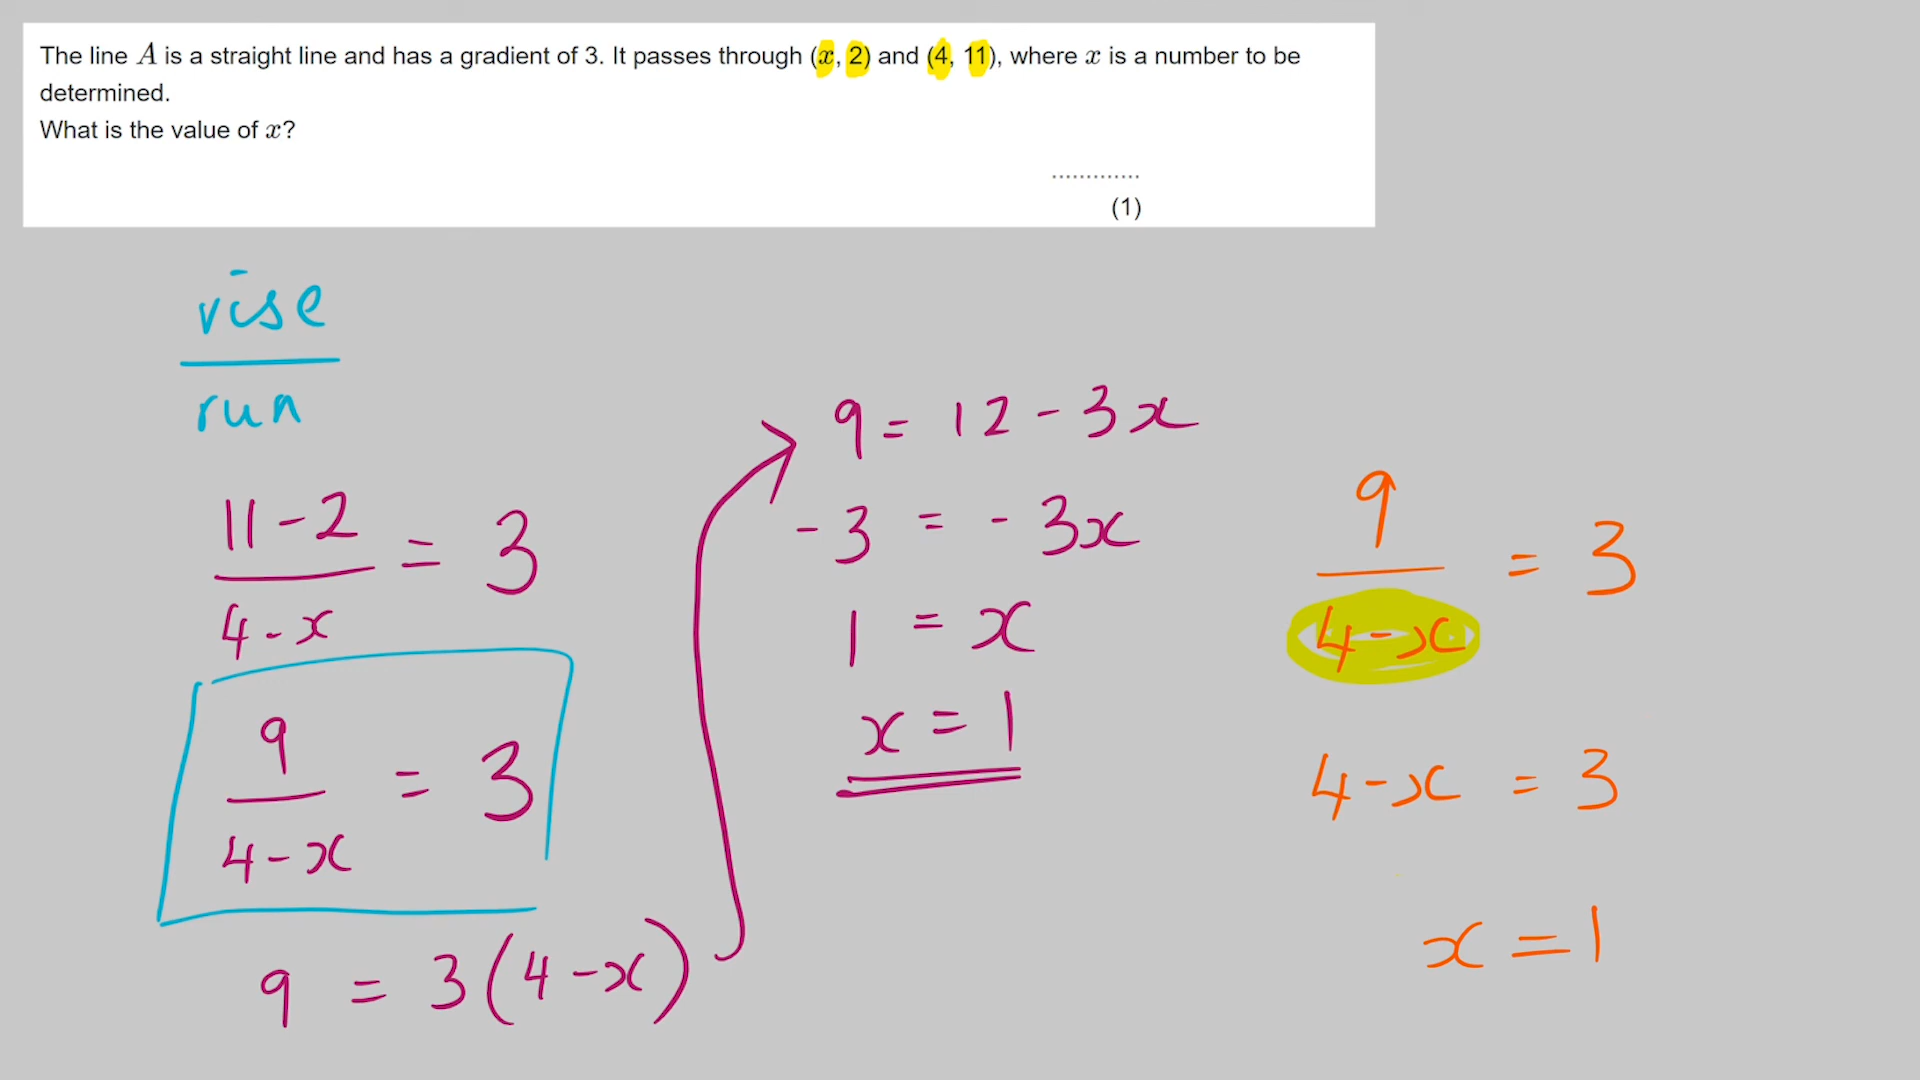 The line A is a straight line and has a gradient of 3. It passes through (x, 2) and (4, 11), where x is a number to be
determined.
What is the value of x?
.............
(1)
rise
run
11 - 2
4 - x
= 3
9
4 - x
= 3
9 = 3(4 - x)
9 = 12 - 3x
- 3 = - 3x
1 = x
x = 1
9
4 - x
= 3
4 - x = 3
x = 1